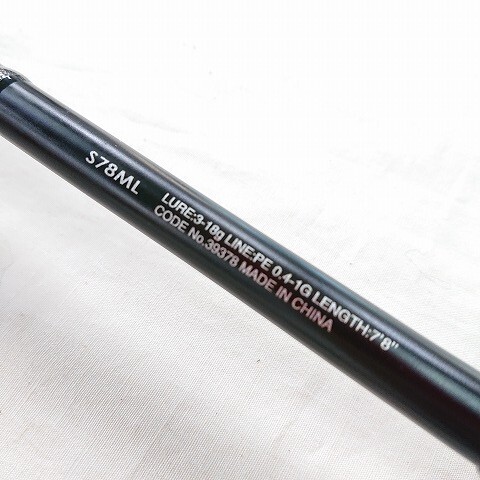 S78ML
LURE:3-18g LINE:PE 0.4-1G LENGTH:7'8"
CODE No.39378 MADE IN CHINA